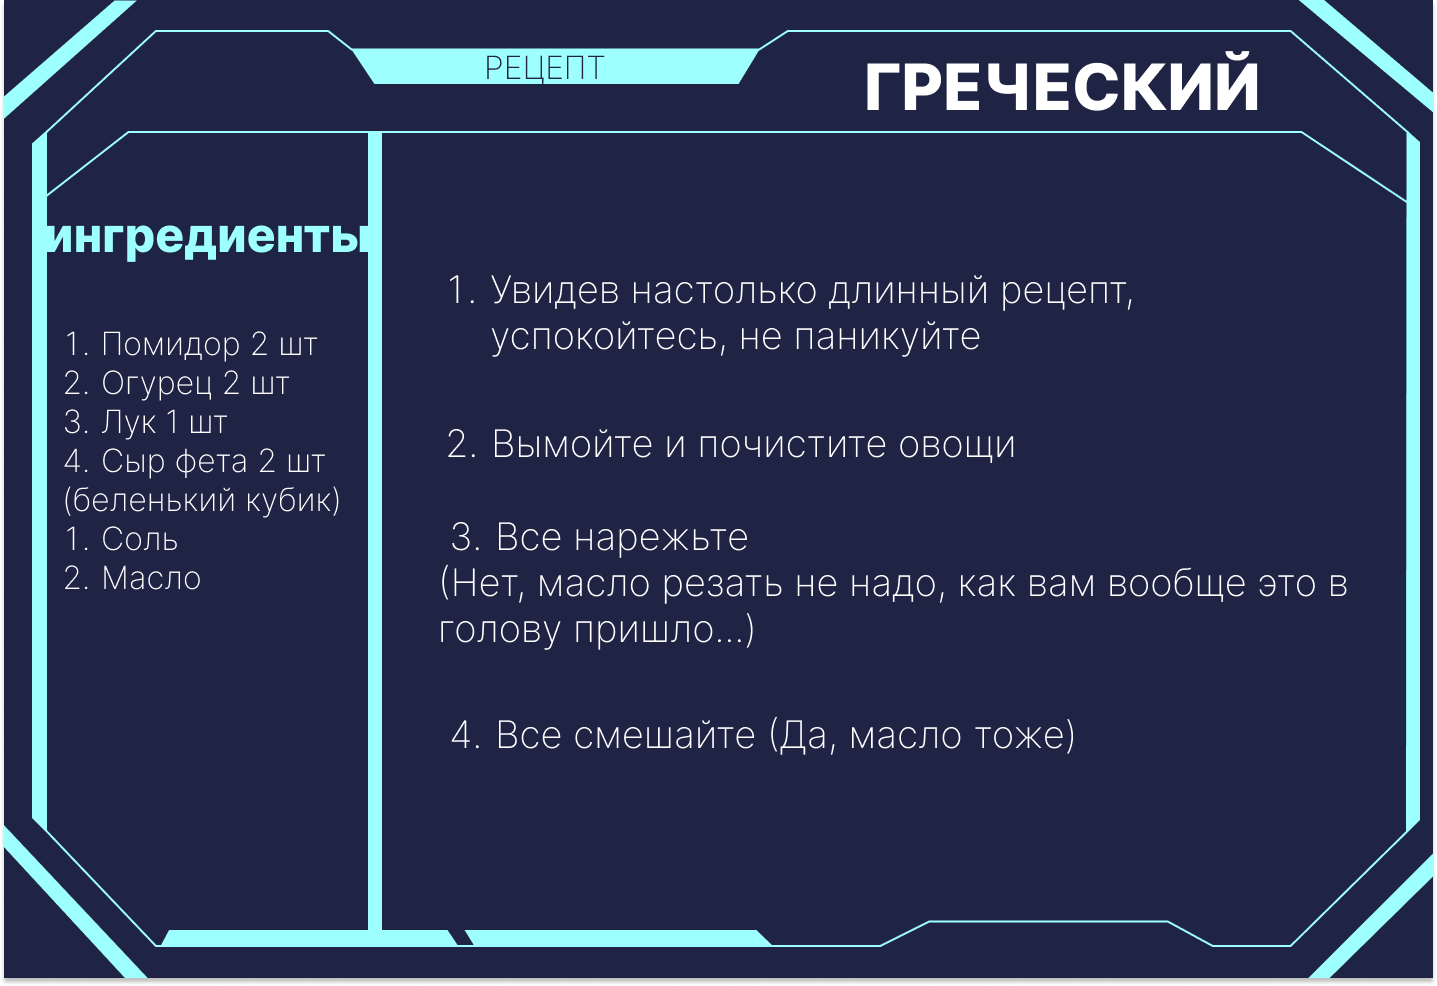 РЕЦЕПТ
ГРЕЧЕСКИЙ
ингредиенты
1. Помидор 2 шт
2. Огурец 2 шт
3. Лук 1 шт
4. Сыр фета 2 шт
(беленький кубик)
1. Соль
2. Масло
1. Увидев настолько длинный рецепт,
успокойтесь, не паникуйте
2. Вымойте и почистите овощи
3. Все нарежьте
(Нет, масло резать не надо, как вам вообще это в
голову пришло...)
4. Все смешайте (Да, масло тоже)